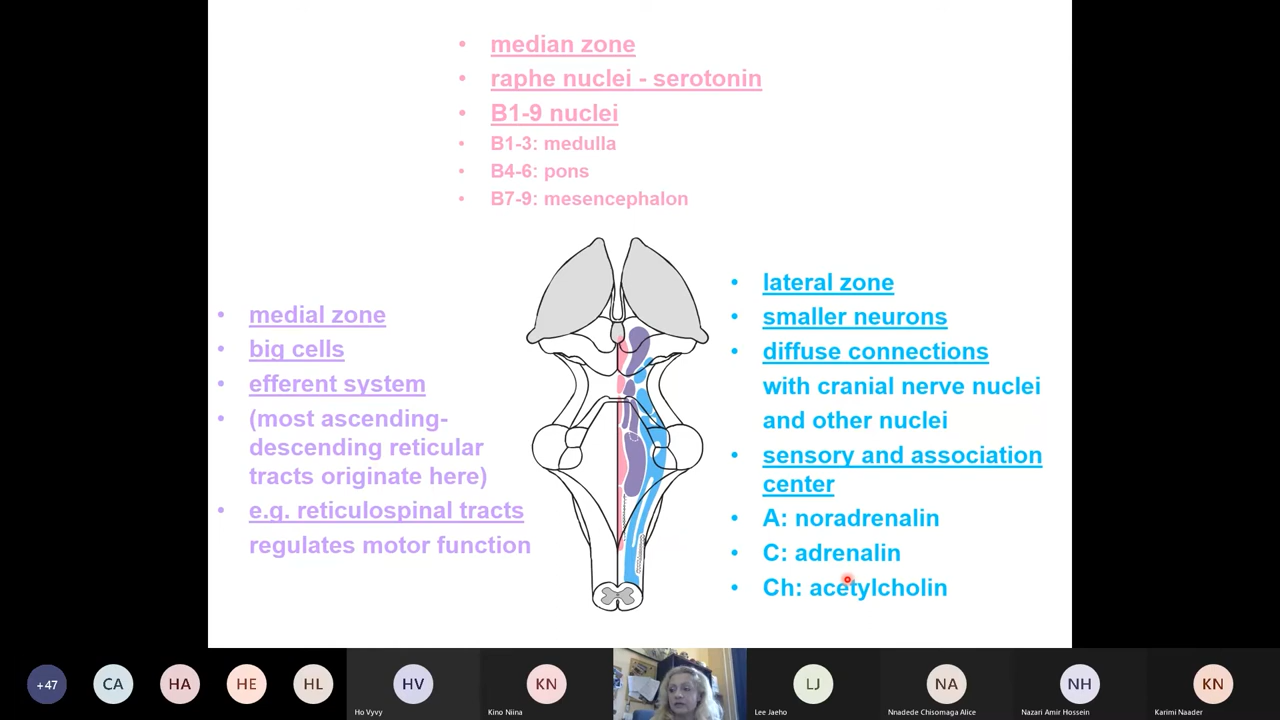 median zone
raphe nuclei - serotonin
B1-9 nuclei
B1-3: medulla
B4-6: pons
B7-9: mesencephalon
medial zone
big cells
efferent system
(most ascending-
descending reticular
tracts originate here)
e.g. reticulospinal tracts
regulates motor function
lateral zone
smaller neurons
diffuse connections
with cranial nerve nuclei
and other nuclei
sensory and association
center
A: noradrenalin
C: adrenalin
Ch: acetylcholin
+47
CA
HA
HE
HL
HV
KN
LJ
NA
NH
KN
Ho Vyvy
Kino Niina
Lee Jaeho
Nnadede Chisomaga Alice
Nazari Amir Hossein
Karimi Naader